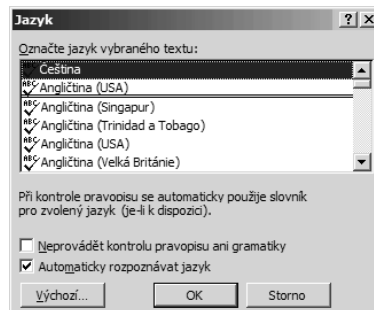 Jazyk
Označte jazyk vybraného textu:
Čeština
Angličtina (USA)
Angličtina (Singapur)
Angličtina (Trinidad a Tobago)
Angličtina (USA)
Angličtina (Velká Británie)
Při kontrole pravopisu se automaticky použije slovník
pro zvolený jazyk (je-li k dispozici).
Neprovádět kontrolu pravopisu ani gramatiky
Automaticky rozpoznávat jazyk
Výchozí... OK Storno